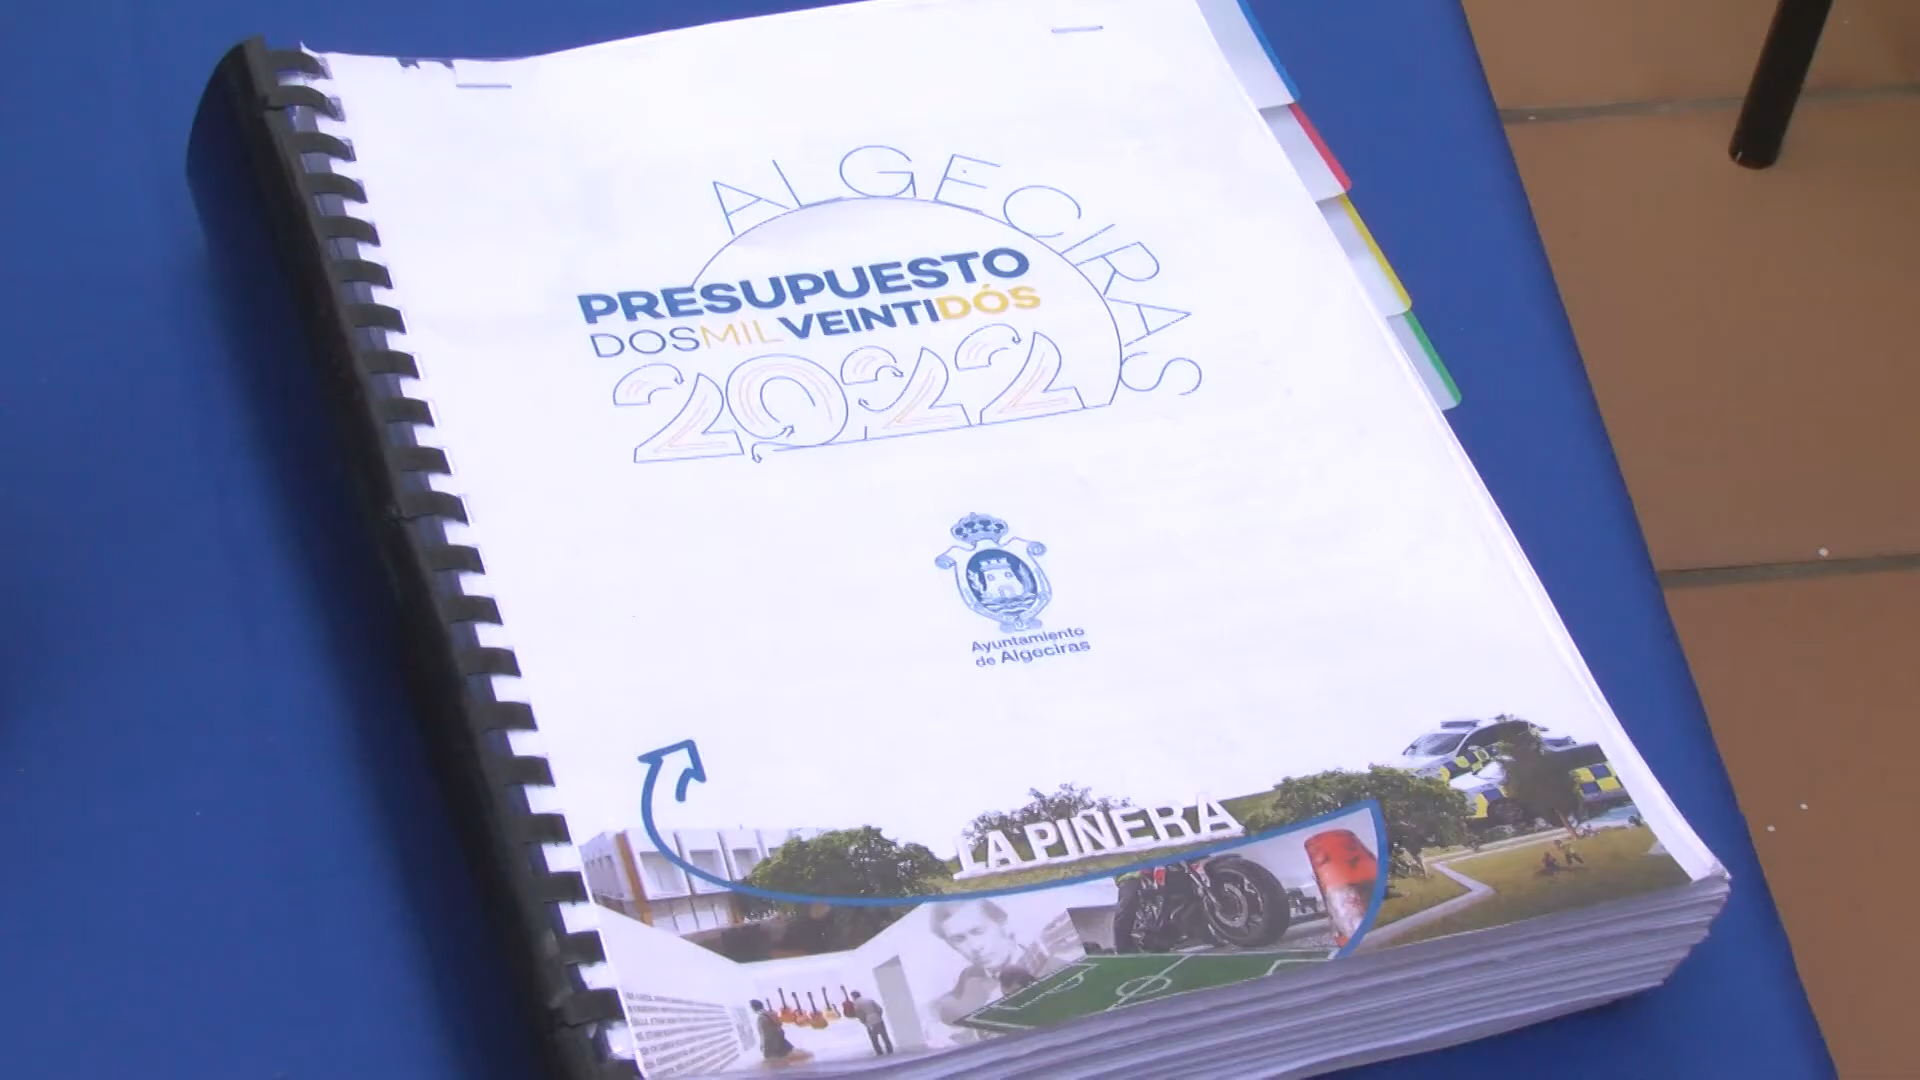 ALGECIRAS
PRESUPUESTO
DOSMILVEINTIDÓS
2022
Ayuntamiento
de Algeciras
LA PIÑERA